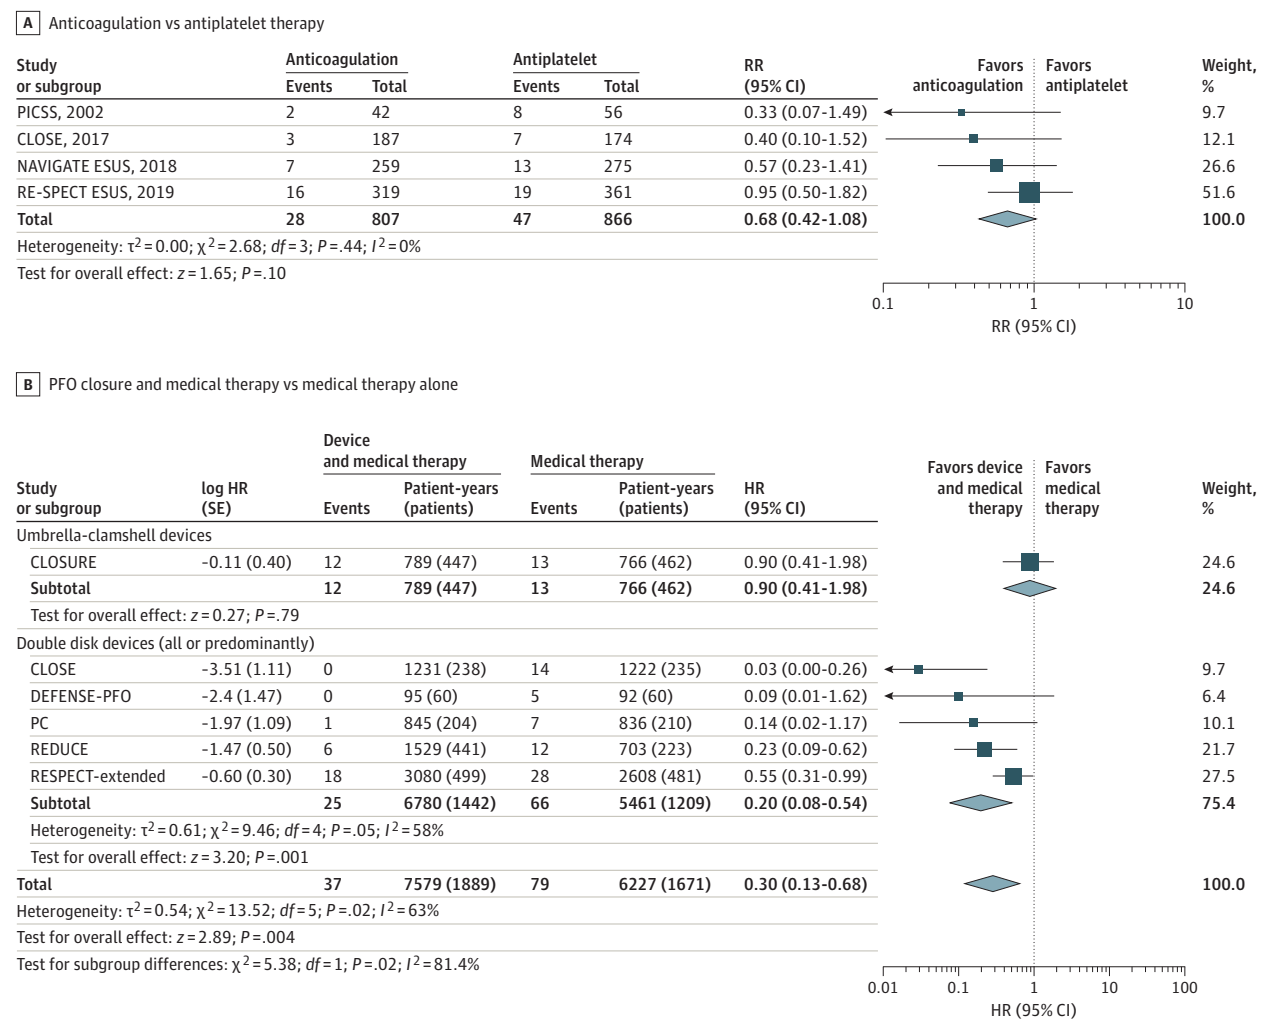 A Anticoagulation vs antiplatelet therapy
Study or subgroup | Anticoagulation Events | Anticoagulation Total | Antiplatelet Events | Antiplatelet Total | RR (95% CI) | Favors anticoagulation | Favors antiplatelet | Weight, %
PICSS, 2002 2 42 8 56 0.33 (0.07-1.49) 9.7
CLOSE, 2017 3 187 7 174 0.40 (0.10-1.52) 12.1
NAVIGATE ESUS, 2018 7 259 13 275 0.57 (0.23-1.41) 26.6
RE-SPECT ESUS, 2019 16 319 19 361 0.95 (0.50-1.82) 51.6
Total 28 807 47 866 0.68 (0.42-1.08) 100.0
Heterogeneity: τ2 = 0.00; χ2 = 2.68; df = 3; P = .44; I2 = 0%
Test for overall effect: z = 1.65; P = .10
0.1 1 10
RR (95% CI)
B PFO closure and medical therapy vs medical therapy alone
Study or subgroup | log HR (SE) | Device and medical therapy Events | Patient-years (patients) | Medical therapy Events | Patient-years (patients) | HR (95% CI) | Favors device and medical therapy | Favors medical therapy | Weight, %
Umbrella-clamshell devices
CLOSURE -0.11 (0.40) 12 789 (447) 13 766 (462) 0.90 (0.41-1.98) 24.6
Subtotal 12 789 (447) 13 766 (462) 0.90 (0.41-1.98) 24.6
Test for overall effect: z = 0.27; P = .79
Double disk devices (all or predominantly)
CLOSE -3.51 (1.11) 0 1231 (238) 14 1222 (235) 0.03 (0.00-0.26) 9.7
DEFENSE-PFO -2.4 (1.47) 0 95 (60) 5 92 (60) 0.09 (0.01-1.62) 6.4
PC -1.97 (1.09) 1 845 (204) 7 836 (210) 0.14 (0.02-1.17) 10.1
REDUCE -1.47 (0.50) 6 1529 (441) 12 703 (223) 0.23 (0.09-0.62) 21.7
RESPECT-extended -0.60 (0.30) 18 3080 (499) 28 2608 (481) 0.55 (0.31-0.99) 27.5
Subtotal 25 6780 (1442) 66 5461 (1209) 0.20 (0.08-0.54) 75.4
Heterogeneity: τ2 = 0.61; χ2 = 9.46; df = 4; P = .05; I2 = 58%
Test for overall effect: z = 3.20; P = .001
Total 37 7579 (1889) 79 6227 (1671) 0.30 (0.13-0.68) 100.0
Heterogeneity: τ2 = 0.54; χ2 = 13.52; df = 5; P = .02; I2 = 63%
Test for overall effect: z = 2.89; P = .004
Test for subgroup differences: χ2 = 5.38; df = 1; P = .02; I2 = 81.4%
0.01 0.1 1 10 100
HR (95% CI)